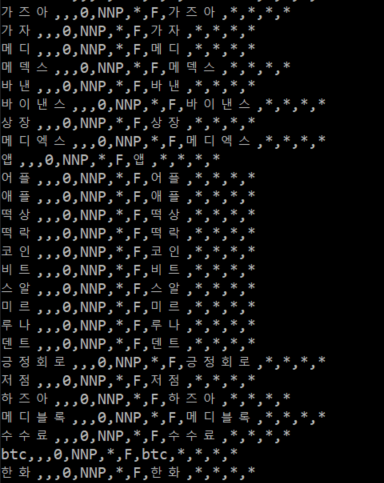 가즈아,,,0,NNP,*,F,가즈아,*,*,*,*
가자,,,0,NNP,*,F,가자,*,*,*,*
메디,,,0,NNP,*,F,메디,*,*,*,*
메덱스,,,0,NNP,*,F,메덱스,*,*,*,*
바낸,,,0,NNP,*,F,바낸,*,*,*,*
바이낸스,,,0,NNP,*,F,바이낸스,*,*,*,*
상장,,,0,NNP,*,F,상장,*,*,*,*
메디엑스,,,0,NNP,*,F,메디엑스,*,*,*,*
앱,,,0,NNP,*,F,앱,*,*,*,*
어플,,,0,NNP,*,F,어플,*,*,*,*
애플,,,0,NNP,*,F,애플,*,*,*,*
떡상,,,0,NNP,*,F,떡상,*,*,*,*
떡락,,,0,NNP,*,F,떡락,*,*,*,*
코인,,,0,NNP,*,F,코인,*,*,*,*
비트,,,0,NNP,*,F,비트,*,*,*,*
스알,,,0,NNP,*,F,스알,*,*,*,*
미르,,,0,NNP,*,F,미르,*,*,*,*
루나,,,0,NNP,*,F,루나,*,*,*,*
덴트,,,0,NNP,*,F,덴트,*,*,*,*
긍정회로,,,0,NNP,*,F,긍정회로,*,*,*,*
저점,,,0,NNP,*,F,저점,*,*,*,*
하즈아,,,0,NNP,*,F,하즈아,*,*,*,*
메디블록,,,0,NNP,*,F,메디블록,*,*,*,*
수수료,,,0,NNP,*,F,수수료,*,*,*,*
btc,,,0,NNP,*,F,btc,*,*,*,*
한화,,,0,NNP,*,F,한화,*,*,*,*